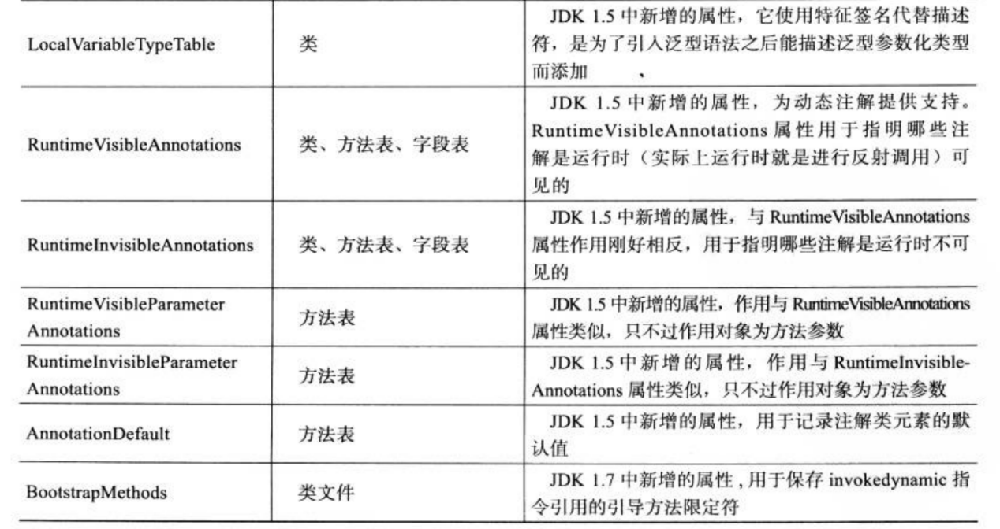 LocalVariableTypeTable
类
JDK 1.5 中新增的属性，它使用特征签名代替描述
符，是为了引入泛型语法之后能描述泛型参数化类型
而添加
RuntimeVisibleAnnotations
类、方法表、字段表
JDK 1.5 中新增的属性，为动态注解提供支持。
RuntimeVisibleAnnotations 属性用于指明哪些注
解是运行时（实际上运行时就是进行反射调用）可
见的
RuntimeInvisibleAnnotations
类、方法表、字段表
JDK 1.5 中新增的属性，与 RuntimeVisibleAnnotations
属性作用刚好相反，用于指明哪些注解是运行时不可
见的
RuntimeVisibleParameter
Annotations
方法表
JDK 1.5 中新增的属性，作用与 RuntimeVisibleAnnotations
属性类似，只不过作用对象为方法参数
RuntimeInvisibleParameter
Annotations
方法表
JDK 1.5 中新增的属性，作用与 RuntimeInvisible-
Annotations 属性类似，只不过作用对象为方法参数
AnnotationDefault
方法表
JDK 1.5 中新增的属性，用于记录注解类元素的默
认值
BootstrapMethods
类文件
JDK 1.7 中新增的属性 , 用于保存 invokedynamic 指
令引用的引导方法限定符